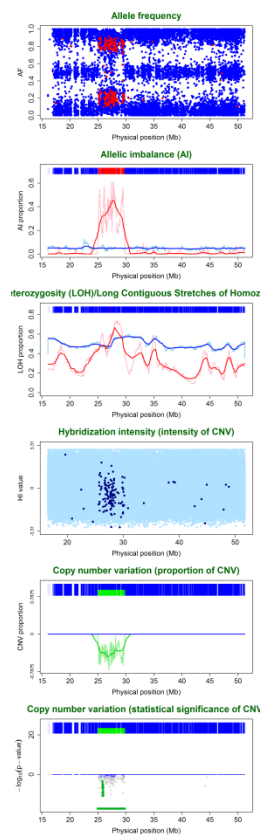 Allele frequency
AF
0.0 0.2 0.4 0.6 0.8 1.0
15 20 25 30 35 40 45 50
Physical position (Mb)
Allelic imbalance (AI)
AI proportion
0.0 0.2 0.4 0.6
15 20 25 30 35 40 45 50
Physical position (Mb)
eterozygosity (LOH)/Long Contiguous Stretches of Homoz
LOH proportion
0.0 0.2 0.4 0.6 0.8
15 20 25 30 35 40 45 50
Physical position (Mb)
Hybridization intensity (intensity of CNV)
HI value
0
20 30 40 50
Physical position (Mb)
Copy number variation (proportion of CNV)
CNV proportion
0
15 20 25 30 35 40 45 50
Physical position (Mb)
Copy number variation (statistical significance of CNV
− log₁₀(p − value)
0 20
15 20 25 30 35 40 45 50
Physical position (Mb)